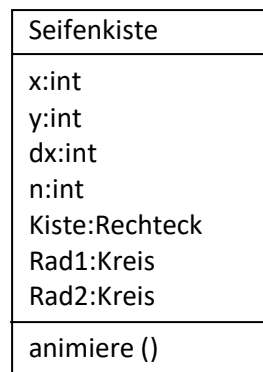 Seifenkiste
x:int
y:int
dx:int
n:int
Kiste:Rechteck
Rad1:Kreis
Rad2:Kreis
animiere ()